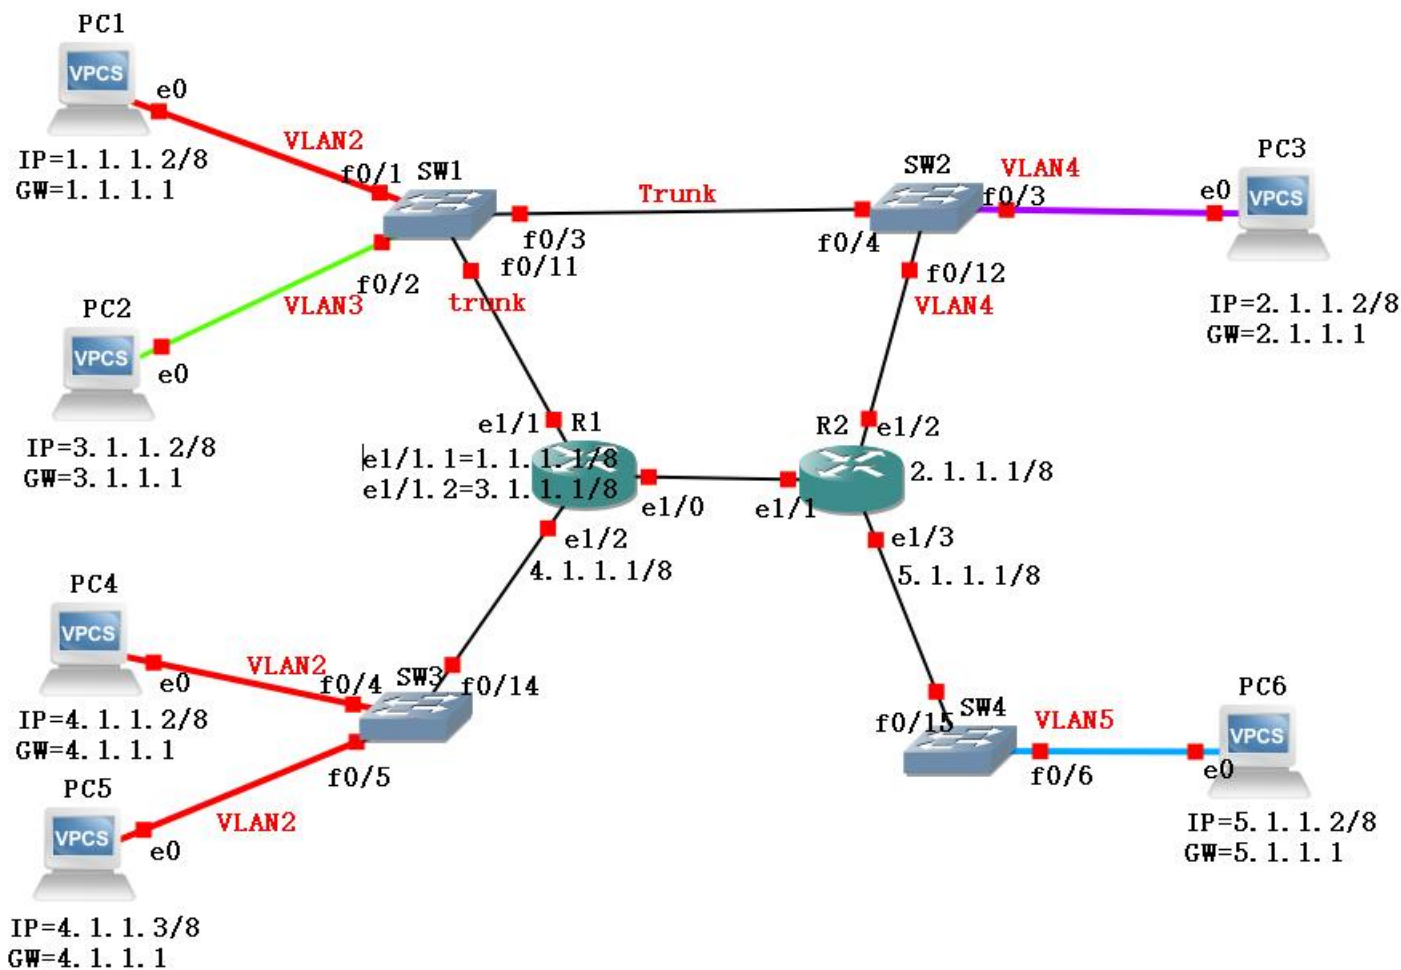 PC1
VPCS
e0
VLAN2
IP=1.1.1.2/8
GW=1.1.1.1
f0/1
SW1
Trunk
SW2
VLAN4
f0/3
e0
PC3
VPCS
f0/3
f0/4
f0/11
f0/2
trunk
VLAN3
f0/12
VLAN4
IP=2.1.1.2/8
GW=2.1.1.1
PC2
VPCS
e0
IP=3.1.1.2/8
GW=3.1.1.1
e1/1
R1
e1/1.1=1.1.1.1/8
e1/1.2=3.1.1.1/8
e1/0
e1/1
R2
e1/2
2.1.1.1/8
e1/2
4.1.1.1/8
e1/3
5.1.1.1/8
PC4
VPCS
e0
VLAN2
IP=4.1.1.2/8
GW=4.1.1.1
f0/4
SW3
f0/14
f0/5
PC5
VPCS
e0
VLAN2
IP=4.1.1.3/8
GW=4.1.1.1
f0/15
SW4
VLAN5
f0/6
e0
PC6
VPCS
IP=5.1.1.2/8
GW=5.1.1.1